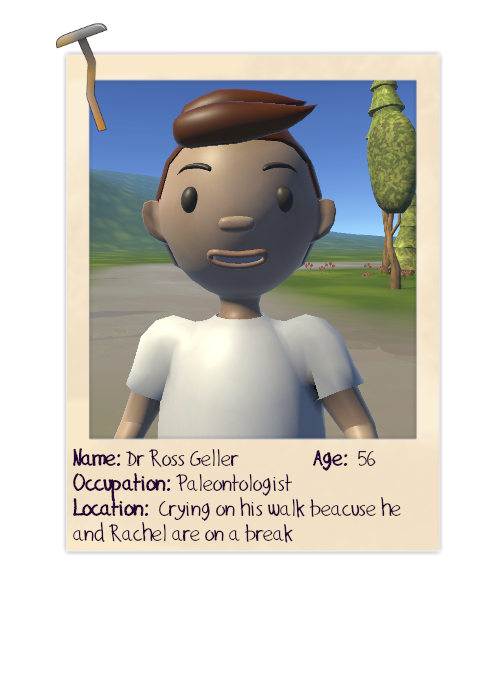 Name: Dr Ross Geller Age: 56
Occupation: Paleontologist
Location: Crying on his walk beacuse he
and Rachel are on a break